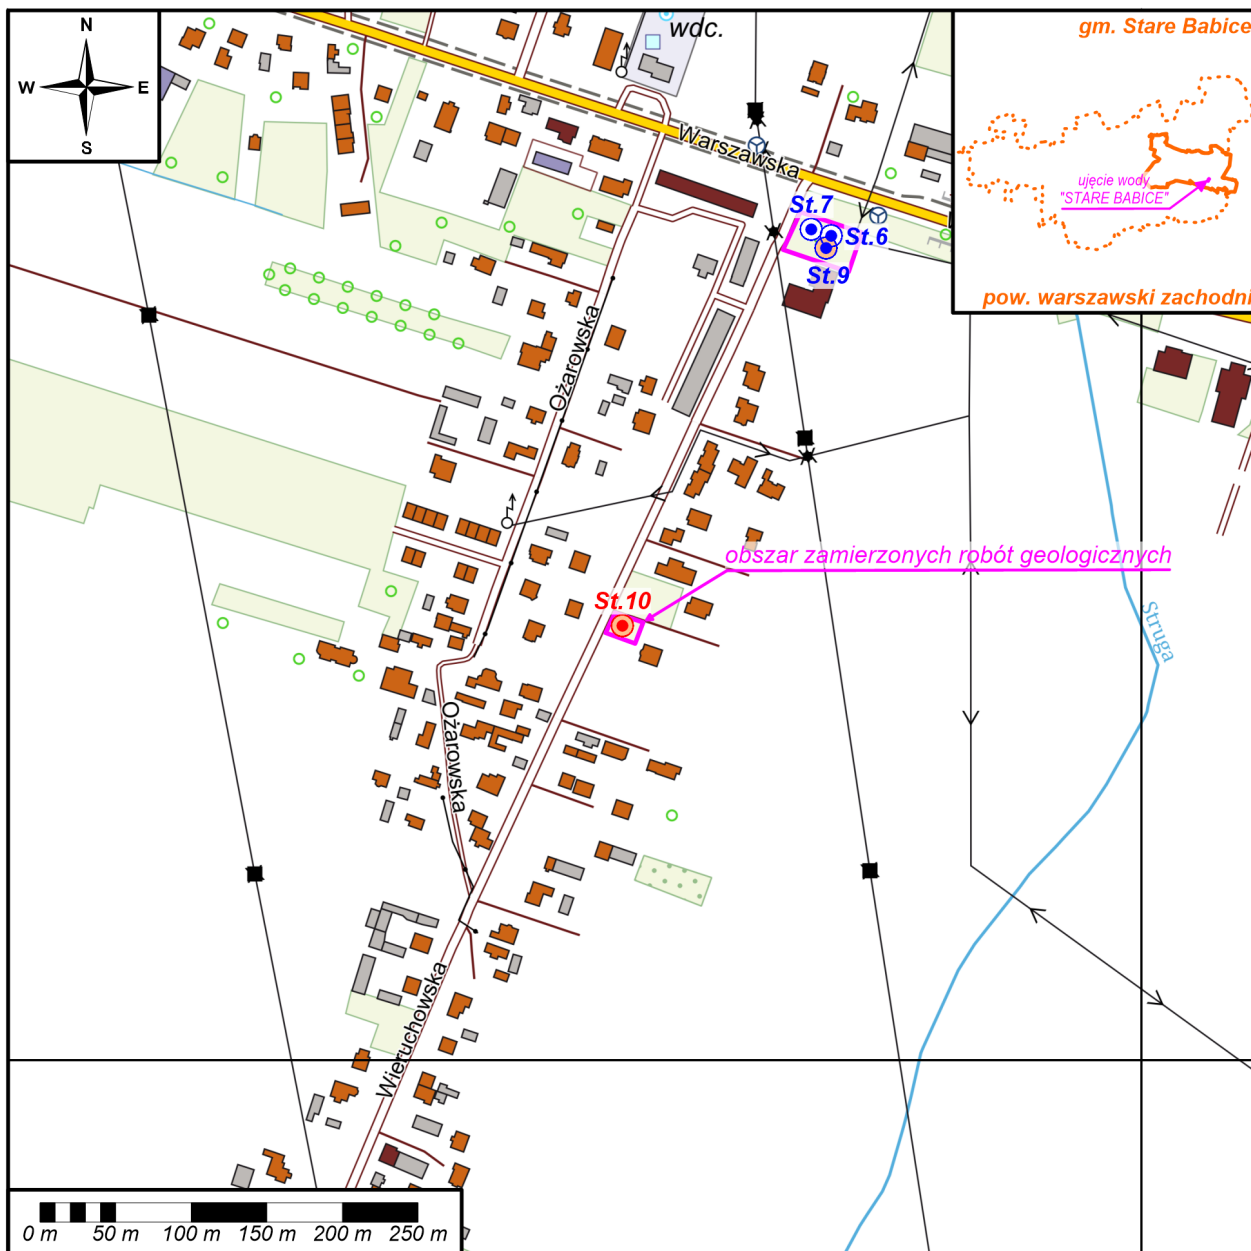 N
W
E
S
wdc.
gm. Stare Babice
ujęcie wody
"STARE BABICE"
pow. warszawski zachodni
Warszawska
St.7
St.6
St.9
Ożarowska
obszar zamierzonych robót geologicznych
St.10
Struga
Ożarowska
Wieruchowska
0 m
50 m
100 m
150 m
200 m
250 m